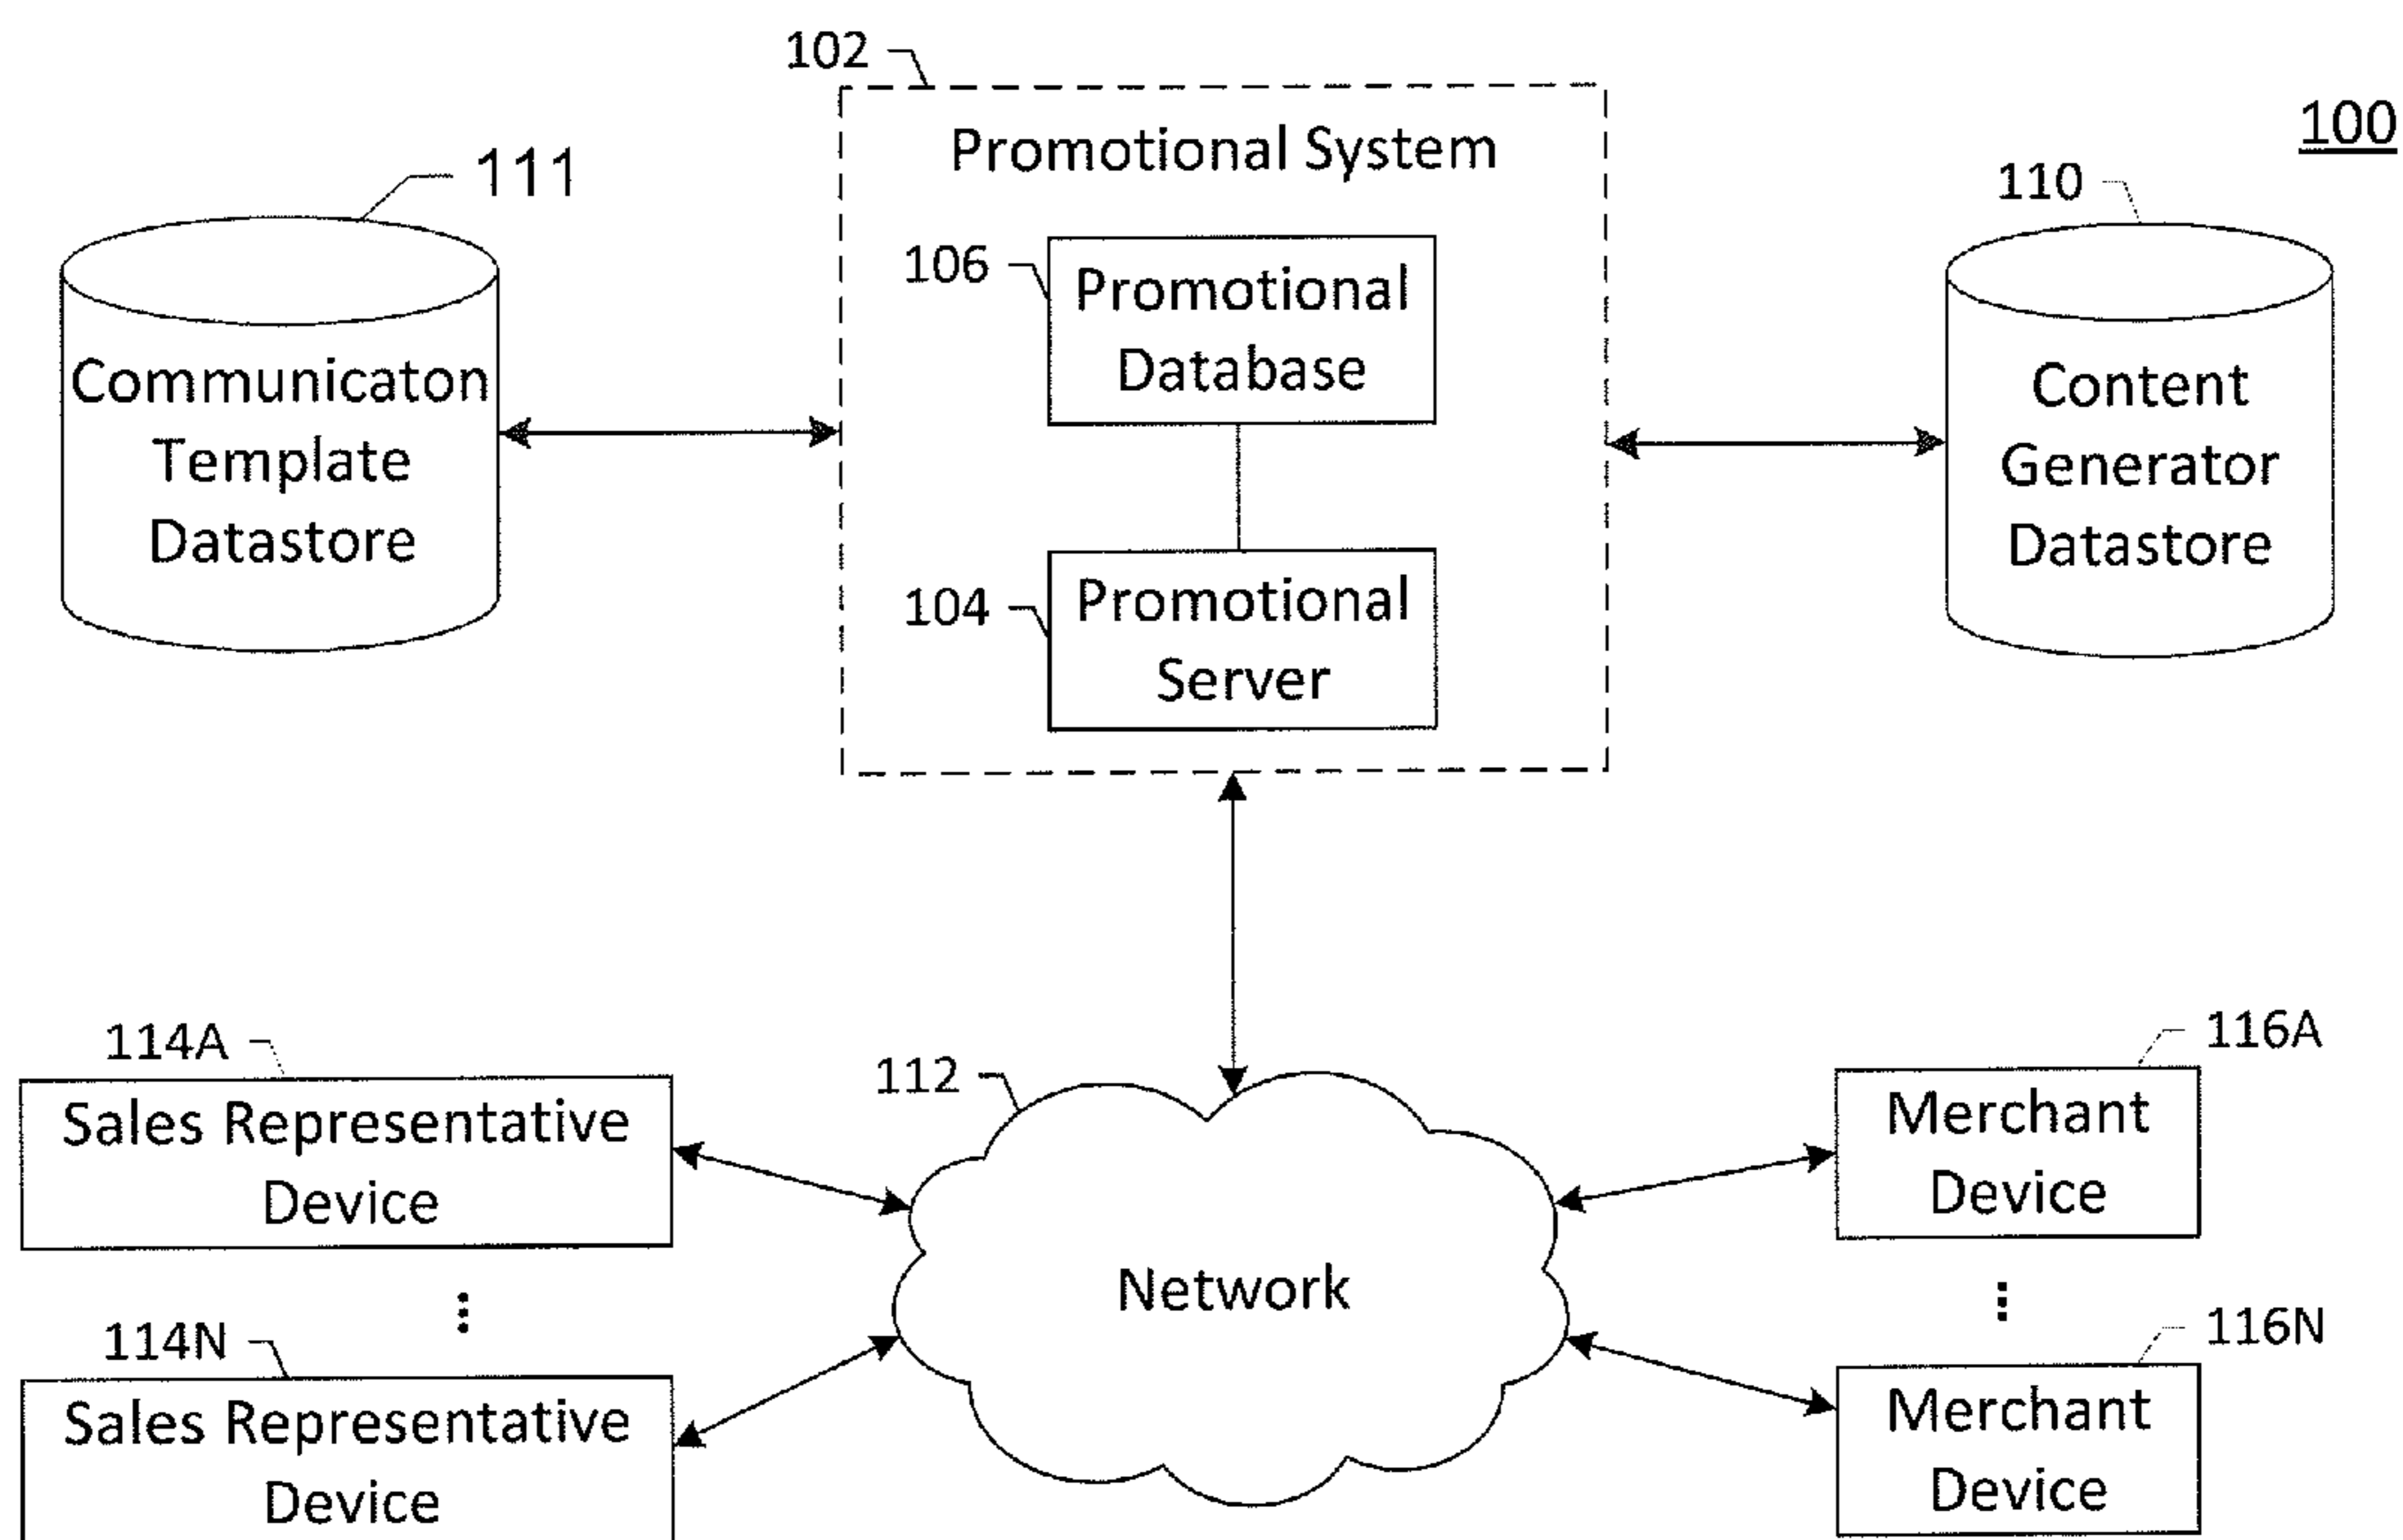 102
100
Promotional System
111
110
106
Promotional
Database
Communicaton
Template
Datastore
Content
Generator
Datastore
104
Promotional
Server
114A
116A
112
Sales Representative
Device
Merchant
Device
Network
114N
116N
Sales Representative
Device
Merchant
Device